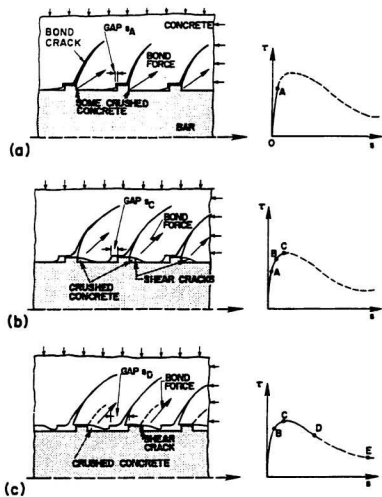 GAP sA
CONCRETE
BOND
CRACK
BOND
FORCE
SOME CRUSHED
CONCRETE
BAR
(a)
τ
A
O
s
GAP sC
BOND
FORCE
CRUSHED
CONCRETE
SHEAR CRACKS
(b)
τ
B
C
A
s
GAP sD
BOND
FOTICE
SHEAR
CRACK
CRUSHED CONCRETE
(c)
τ
C
B
D
E
s